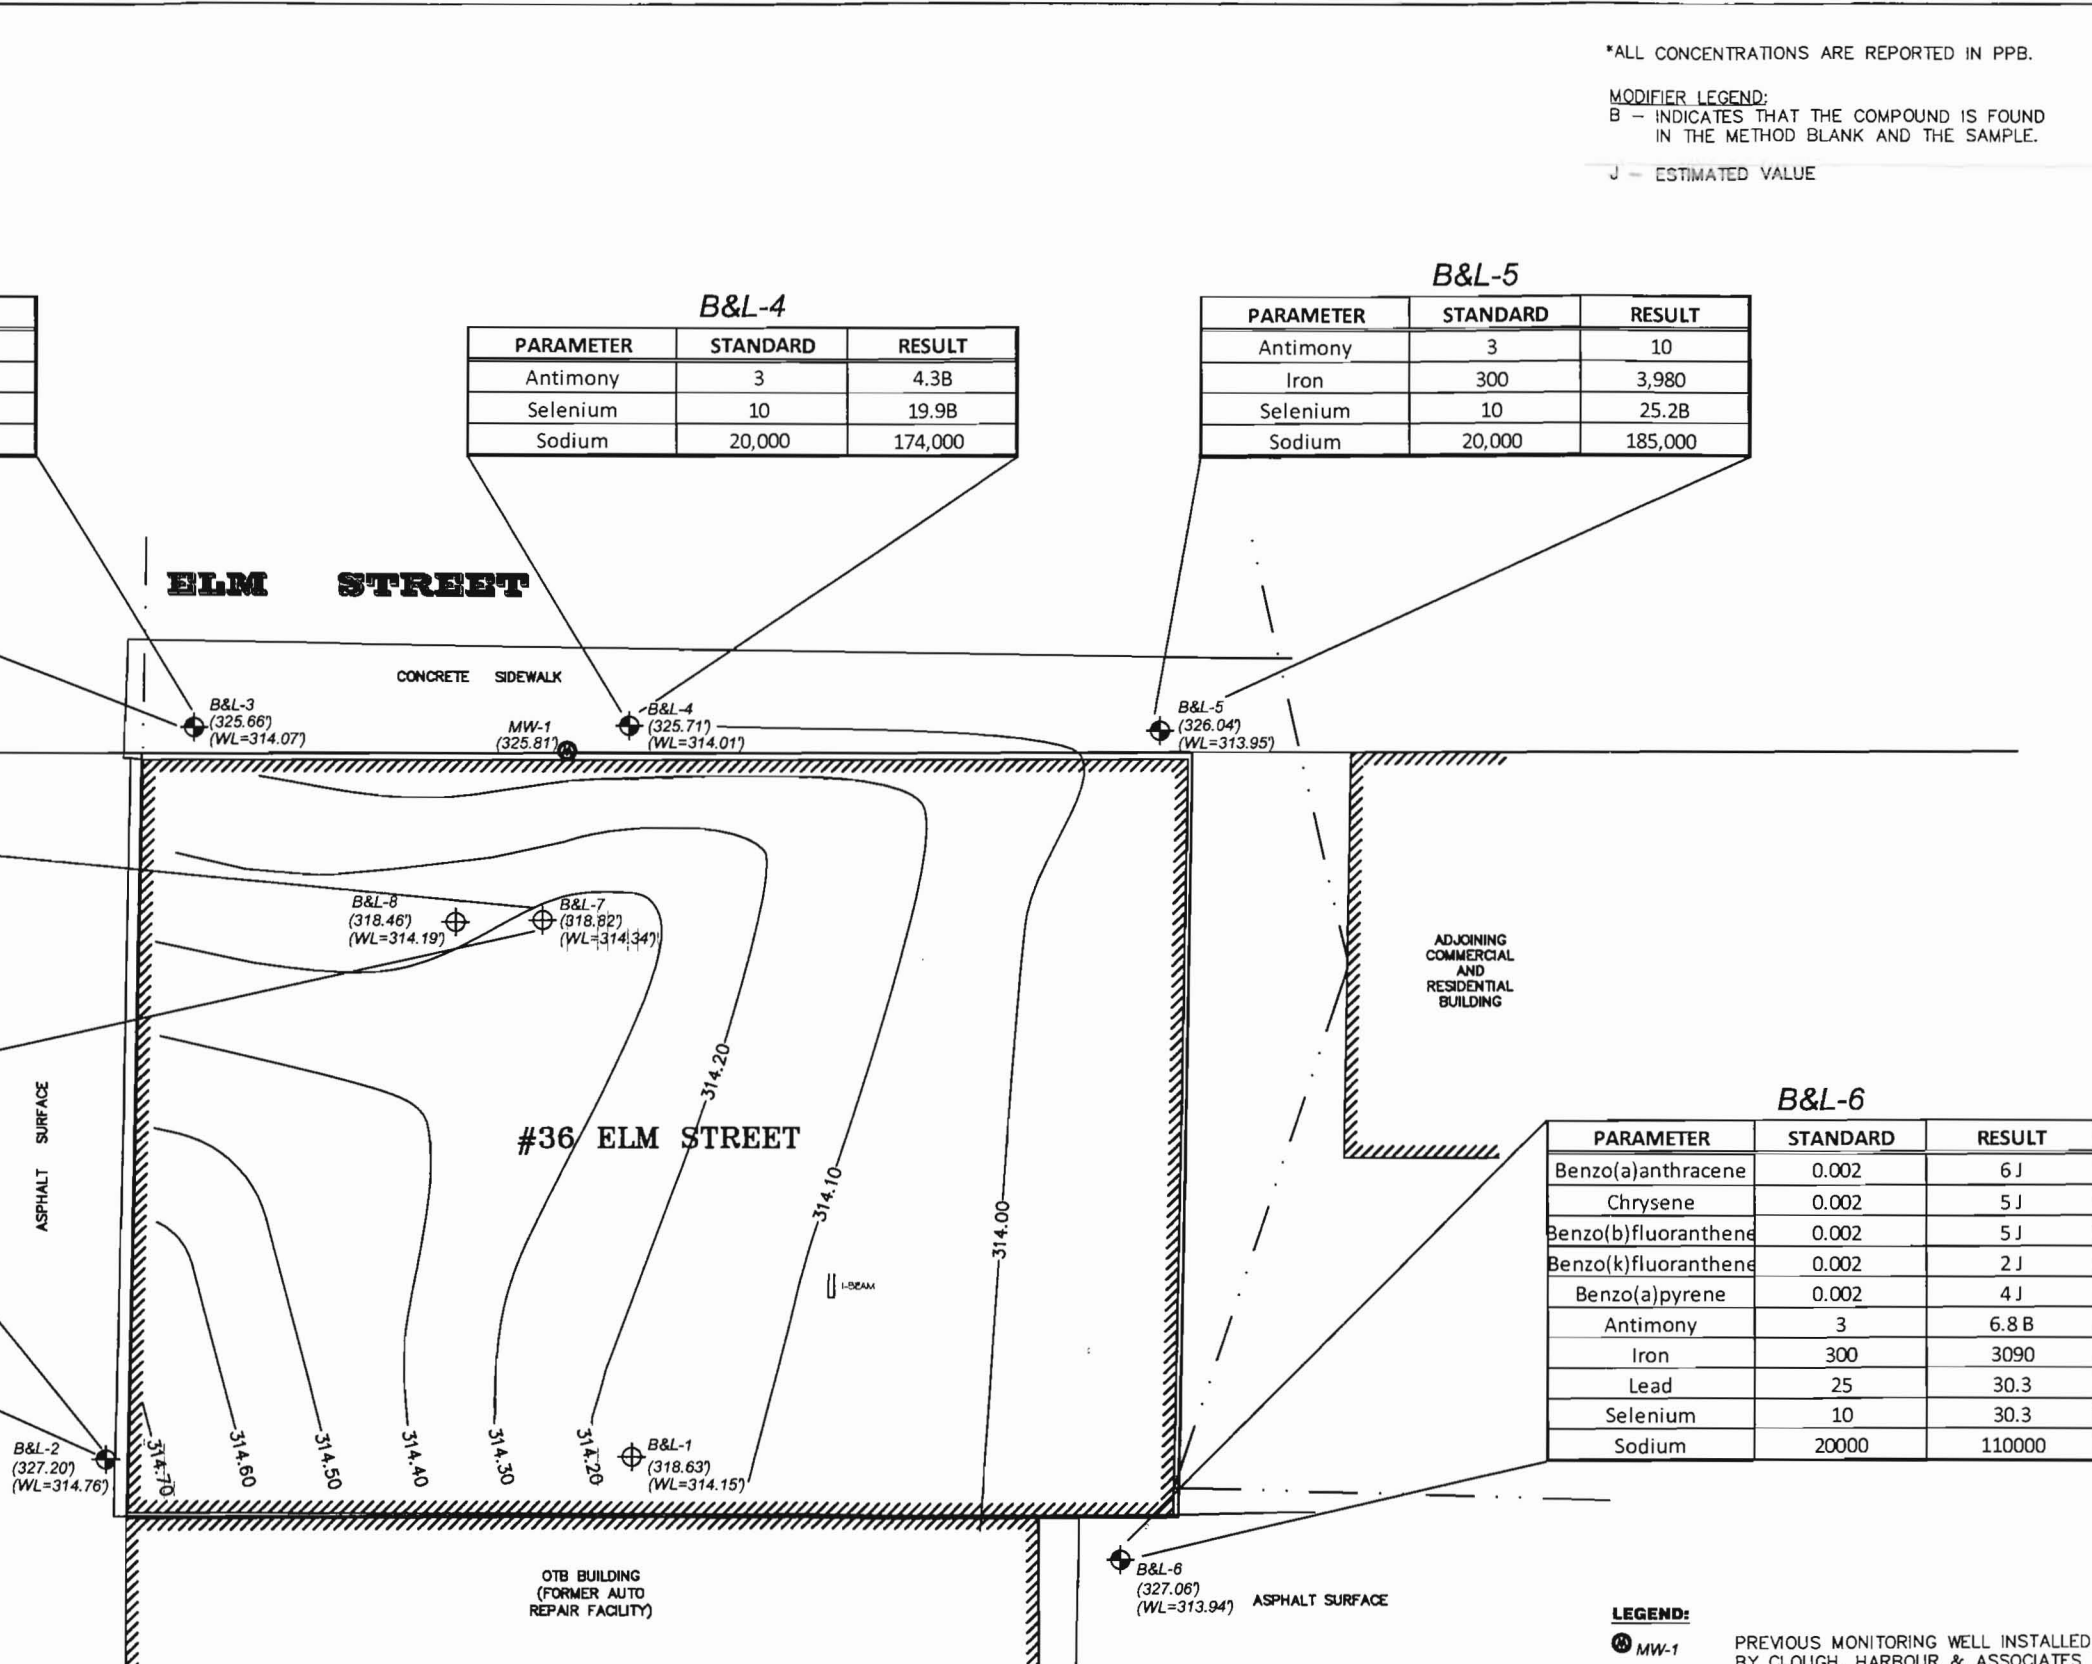 *ALL CONCENTRATIONS ARE REPORTED IN PPB.
MODIFIER LEGEND:
B – INDICATES THAT THE COMPOUND IS FOUND
IN THE METHOD BLANK AND THE SAMPLE.
J – ESTIMATED VALUE
B&L-4
PARAMETER STANDARD RESULT
Antimony 3 4.3B
Selenium 10 19.9B
Sodium 20,000 174,000
B&L-5
PARAMETER STANDARD RESULT
Antimony 3 10
Iron 300 3,980
Selenium 10 25.2B
Sodium 20,000 185,000
ELM STREET
CONCRETE SIDEWALK
B&L-3
(325.66')
(WL=314.07')
MW-1
(325.81')
B&L-4
(325.71')
(WL=314.01')
B&L-5
(326.04')
(WL=313.95')
B&L-8
(318.46')
(WL=314.19')
B&L-7
(318.82')
(WL=314.34')
ADJOINING
COMMERCIAL
AND
RESIDENTIAL
BUILDING
ASPHALT SURFACE
#36 ELM STREET
314.20
314.10
314.00
I-BEAM
B&L-6
PARAMETER STANDARD RESULT
Benzo(a)anthracene 0.002 6 J
Chrysene 0.002 5 J
Benzo(b)fluoranthene 0.002 5 J
Benzo(k)fluoranthene 0.002 2 J
Benzo(a)pyrene 0.002 4 J
Antimony 3 6.8 B
Iron 300 3090
Lead 25 30.3
Selenium 10 30.3
Sodium 20000 110000
B&L-2
(327.20')
(WL=314.76')
314.70
314.60
314.50
314.40
314.30
314.20
B&L-1
(318.63')
(WL=314.15')
OTB BUILDING
(FORMER AUTO
REPAIR FACILITY)
B&L-6
(327.06')
(WL=313.94')
ASPHALT SURFACE
LEGEND:
MW-1 PREVIOUS MONITORING WELL INSTALLED
BY CLOUGH, HARBOUR & ASSOCIATES